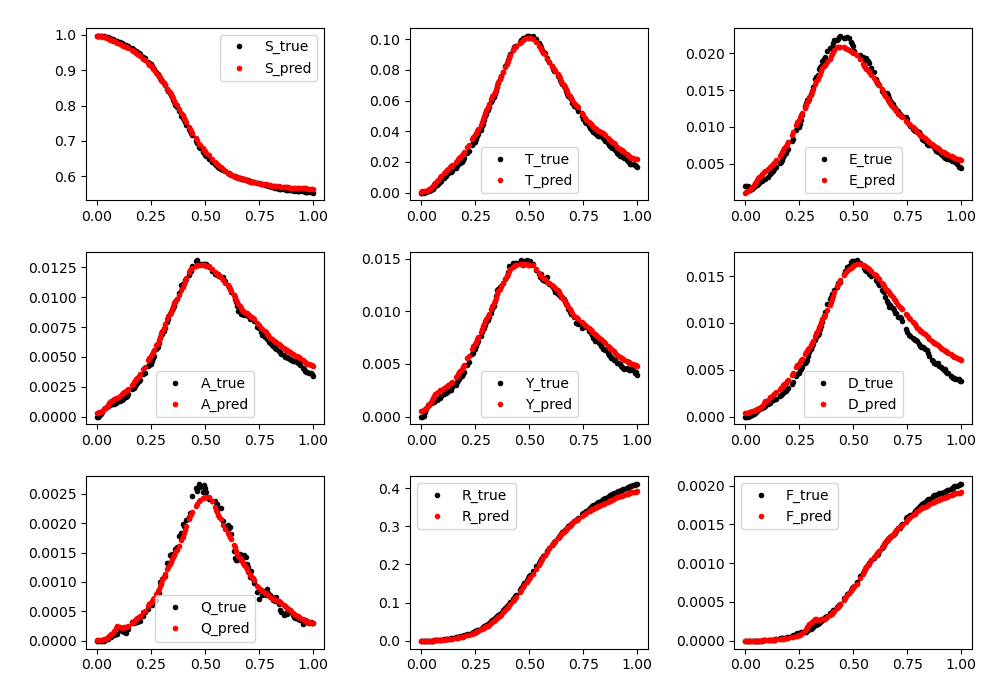 1.0
0.9
0.8
0.7
0.6
0.00 0.25 0.50 0.75 1.00
S_true
S_pred
0.10
0.08
0.06
0.04
0.02
0.00
0.00 0.25 0.50 0.75 1.00
T_true
T_pred
0.020
0.015
0.010
0.005
0.00 0.25 0.50 0.75 1.00
E_true
E_pred
0.0125
0.0100
0.0075
0.0050
0.0025
0.0000
0.00 0.25 0.50 0.75 1.00
A_true
A_pred
0.015
0.010
0.005
0.000
0.00 0.25 0.50 0.75 1.00
Y_true
Y_pred
0.015
0.010
0.005
0.000
0.00 0.25 0.50 0.75 1.00
D_true
D_pred
0.0025
0.0020
0.0015
0.0010
0.0005
0.0000
0.00 0.25 0.50 0.75 1.00
Q_true
Q_pred
0.4
0.3
0.2
0.1
0.0
0.00 0.25 0.50 0.75 1.00
R_true
R_pred
0.0020
0.0015
0.0010
0.0005
0.0000
0.00 0.25 0.50 0.75 1.00
F_true
F_pred